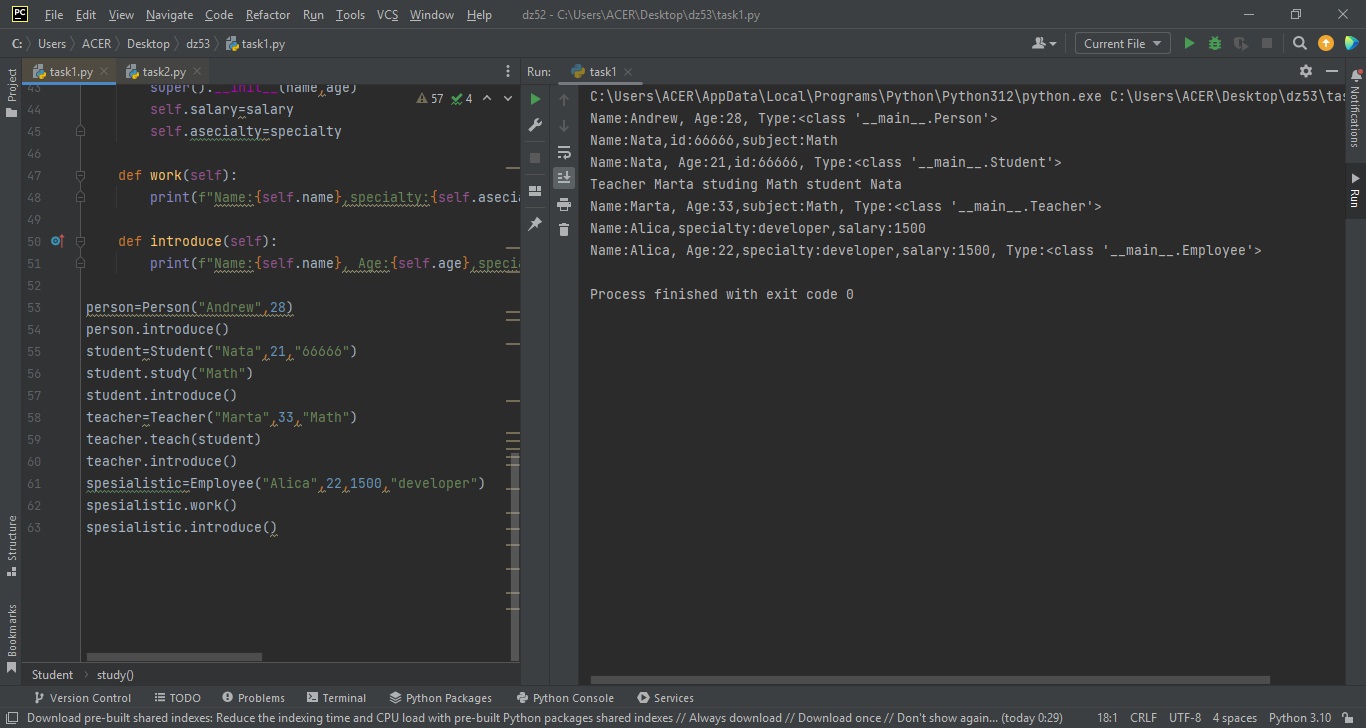 File Edit View Navigate Code Refactor Run Tools VCS Window Help dz52 - C:\Users\ACER\Desktop\dz53\task1.py
C: Users ACER Desktop dz53 task1.py Current File
task1.py task2.py Run: task1
Project
Structure
Bookmarks
Notifications
Run
57 4
43 super().__init__(name,age)
44 self.salary=salary
45 self.asecialty=specialty
46
47 def work(self):
48 print(f"Name:{self.name},specialty:{self.aseci
49
50 def introduce(self):
51 print(f"Name:{self.name}, Age:{self.age},speci
52
53 person=Person("Andrew",28)
54 person.introduce()
55 student=Student("Nata",21,"66666")
56 student.study("Math")
57 student.introduce()
58 teacher=Teacher("Marta",33,"Math")
59 teacher.teach(student)
60 teacher.introduce()
61 spesialistic=Employee("Alica",22,1500,"developer")
62 spesialistic.work()
63 spesialistic.introduce()
C:\Users\ACER\AppData\Local\Programs\Python\Python312\python.exe C:\Users\ACER\Desktop\dz53\tas
Name:Andrew, Age:28, Type:<class '__main__.Person'>
Name:Nata,id:66666,subject:Math
Name:Nata, Age:21,id:66666, Type:<class '__main__.Student'>
Teacher Marta studing Math student Nata
Name:Marta, Age:33,subject:Math, Type:<class '__main__.Teacher'>
Name:Alica,specialty:developer,salary:1500
Name:Alica, Age:22,specialty:developer,salary:1500, Type:<class '__main__.Employee'>
Process finished with exit code 0
Student study()
Version Control TODO Problems Terminal Python Packages Python Console Services
Download pre-built shared indexes: Reduce the indexing time and CPU load with pre-built Python packages shared indexes // Always download // Download once // Don't show again... (today 0:29) 18:1 CRLF UTF-8 4 spaces Python 3.10